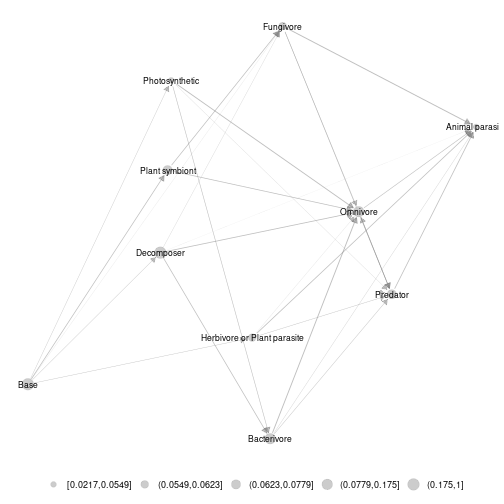 Fungivore
Photosynthetic
Animal parasi
Plant symbiont
Omnivore
Decomposer
Predator
Herbivore or Plant parasite
Base
Bacterivore
[0.0217,0.0549] (0.0549,0.0623] (0.0623,0.0779] (0.0779,0.175] (0.175,1]